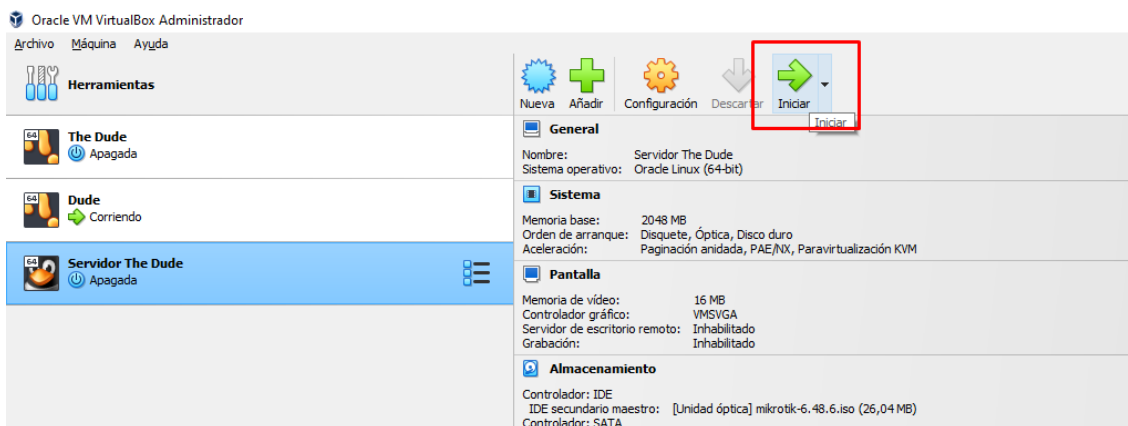 Oracle VM VirtualBox Administrador
Archivo Máquina Ayuda
Herramientas
Nueva Añadir Configuración Descartar Iniciar
Iniciar
64
The Dude
Apagada
64
Dude
Corriendo
64
Servidor The Dude
Apagada
General
Nombre: Servidor The Dude
Sistema operativo: Oracle Linux (64-bit)
Sistema
Memoria base: 2048 MB
Orden de arranque: Disquete, Óptica, Disco duro
Aceleración: Paginación anidada, PAE/NX, Paravirtualización KVM
Pantalla
Memoria de vídeo: 16 MB
Controlador gráfico: VMSVGA
Servidor de escritorio remoto: Inhabilitado
Grabación: Inhabilitado
Almacenamiento
Controlador: IDE
IDE secundario maestro: [Unidad óptica] mikrotik-6.48.6.iso (26,04 MB)
Controlador: SATA